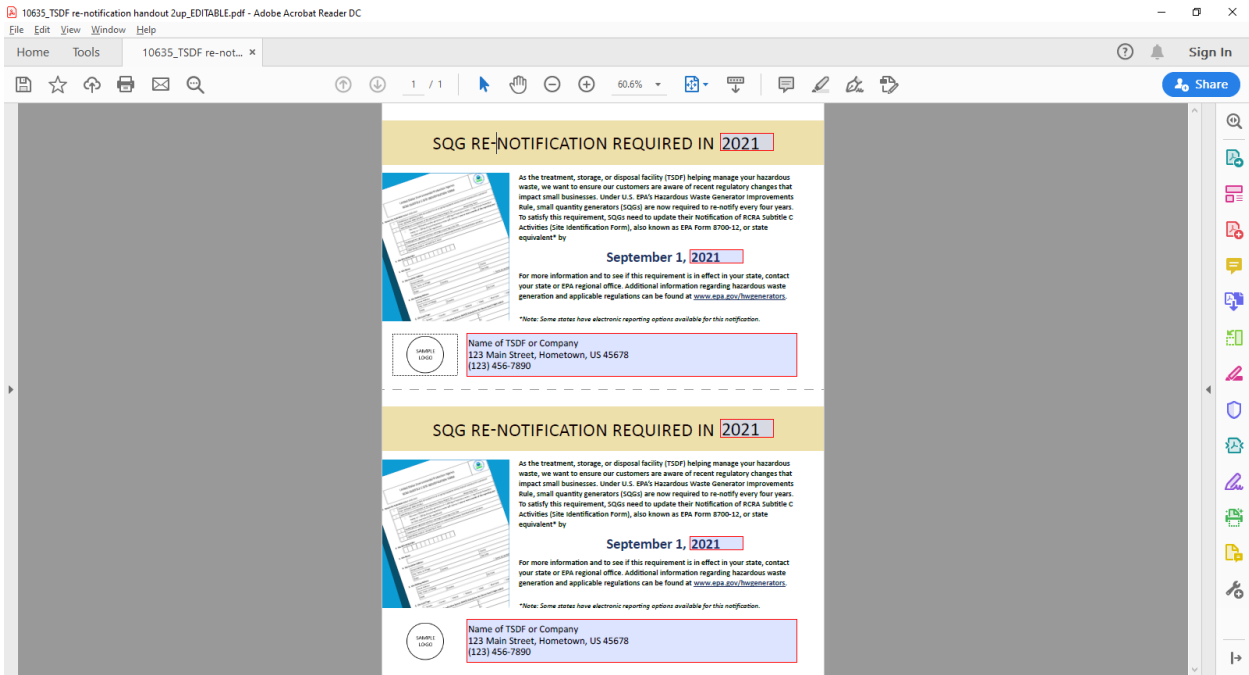 10635_TSDF re-notification handout 2up_EDITABLE.pdf - Adobe Acrobat Reader DC
File Edit View Window Help
Home Tools 10635_TSDF re-not... × Sign In
1 / 1 60.6% Share
SQG RE-NOTIFICATION REQUIRED IN 2021
As the treatment, storage, or disposal facility (TSDF) helping manage your hazardous
waste, we want to ensure our customers are aware of recent regulatory changes that
impact small businesses. Under U.S. EPA's Hazardous Waste Generator Improvements
Rule, small quantity generators (SQGs) are now required to re-notify every four years.
To satisfy this requirement, SQGs need to update their Notification of RCRA Subtitle C
Activities (Site Identification Form), also known as EPA Form 8700-12, or state
equivalent* by
September 1, 2021
For more information and to see if this requirement is in effect in your state, contact
your state or EPA regional office. Additional information regarding hazardous waste
generation and applicable regulations can be found at www.epa.gov/hwgenerators.
*Note: Some states have electronic reporting options available for this notification.
SAMPLE
LOGO
Name of TSDF or Company
123 Main Street, Hometown, US 45678
(123) 456-7890
SQG RE-NOTIFICATION REQUIRED IN 2021
As the treatment, storage, or disposal facility (TSDF) helping manage your hazardous
waste, we want to ensure our customers are aware of recent regulatory changes that
impact small businesses. Under U.S. EPA's Hazardous Waste Generator Improvements
Rule, small quantity generators (SQGs) are now required to re-notify every four years.
To satisfy this requirement, SQGs need to update their Notification of RCRA Subtitle C
Activities (Site Identification Form), also known as EPA Form 8700-12, or state
equivalent* by
September 1, 2021
For more information and to see if this requirement is in effect in your state, contact
your state or EPA regional office. Additional information regarding hazardous waste
generation and applicable regulations can be found at www.epa.gov/hwgenerators.
*Note: Some states have electronic reporting options available for this notification.
SAMPLE
LOGO
Name of TSDF or Company
123 Main Street, Hometown, US 45678
(123) 456-7890